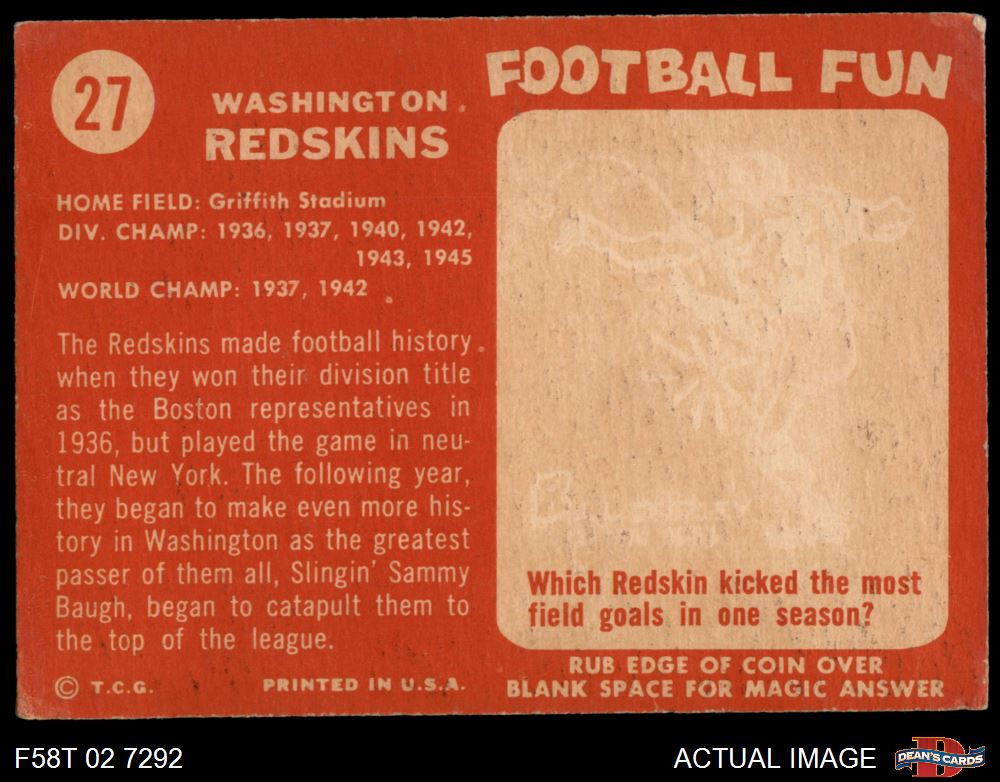 27
WASHINGTON
REDSKINS
HOME FIELD: Griffith Stadium
DIV. CHAMP: 1936, 1937, 1940, 1942,
1943, 1945
WORLD CHAMP: 1937, 1942
The Redskins made football history
when they won their division title
as the Boston representatives in
1936, but played the game in neu-
tral New York. The following year,
they began to make even more his-
tory in Washington as the greatest
passer of them all, Slingin' Sammy
Baugh, began to catapult them to
the top of the league.
© T.C.G. PRINTED IN U.S.A.
FOOTBALL FUN
Which Redskin kicked the most
field goals in one season?
RUB EDGE OF COIN OVER
BLANK SPACE FOR MAGIC ANSWER
F58T 02 7292
ACTUAL IMAGE
DEAN'S CARDS